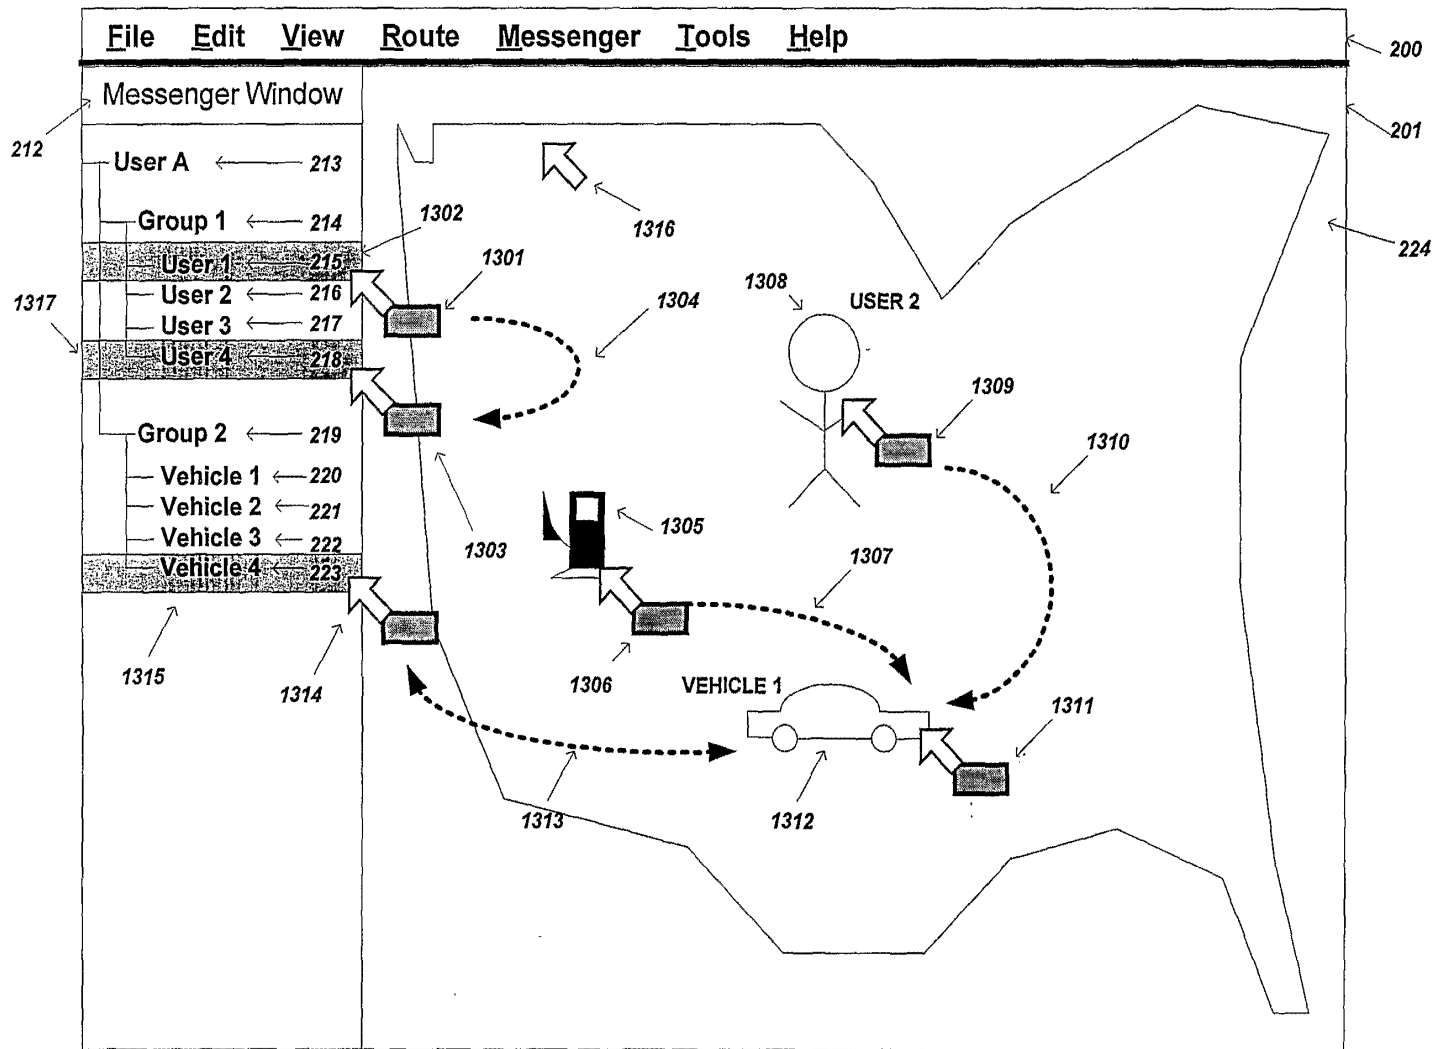 File Edit View Route Messenger Tools Help
200
Messenger Window
201
212
User A 213
Group 1 214
1302
1316
224
User 1 215
1301
1317
User 2 216
1304
1308
USER 2
User 3 217
User 4 218
1309
Group 2 219
1310
Vehicle 1 220
Vehicle 2 221
1305
Vehicle 3 222
1303
1307
Vehicle 4 223
1315
1314
1306
VEHICLE 1
1311
1313
1312